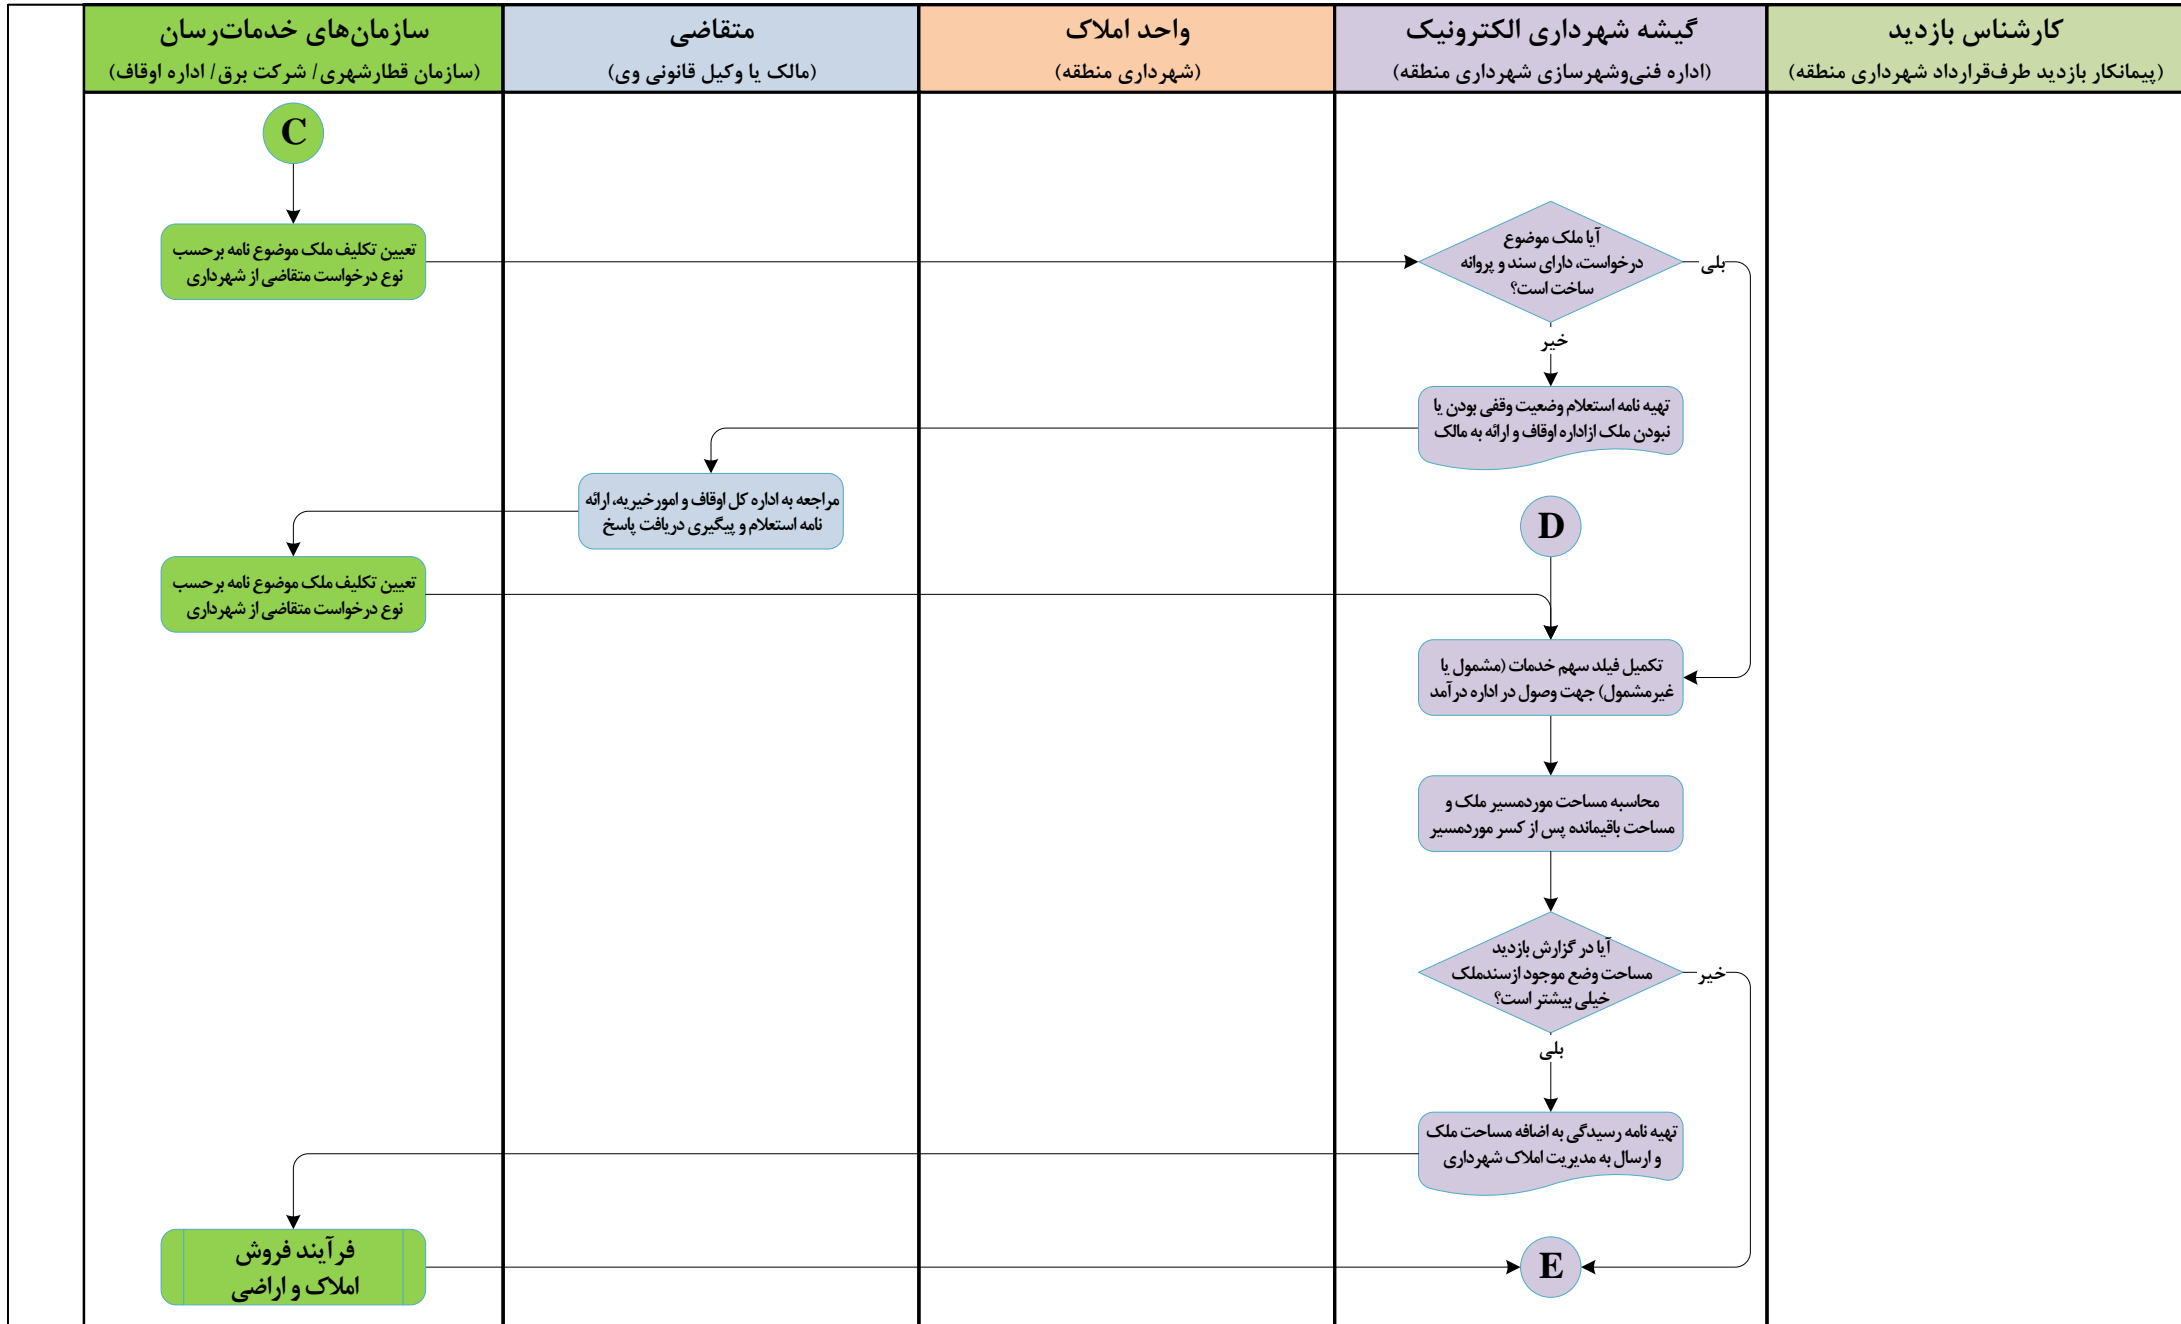 کارشناس بازدید
(پیمانکار بازدید طرف‌قرارداد شهرداری منطقه)
گیشه شهرداری الکترونیک
(اداره فنی‌وشهرسازی شهرداری منطقه)
واحد املاک
(شهرداری منطقه)
متقاضی
(مالک یا وکیل قانونی وی)
سازمان‌های خدمات‌رسان
(سازمان قطارشهری/ شرکت برق/ اداره اوقاف)
C
تعیین تکلیف ملک موضوع نامه برحسب
نوع درخواست متقاضی از شهرداری
آیا ملک موضوع
درخواست، دارای سند و پروانه
ساخت است؟
بلی
خیر
تهیه نامه استعلام وضعیت وقفی بودن یا
نبودن ملک ازاداره اوقاف و ارائه به مالک
مراجعه به اداره کل اوقاف و امورخیریه، ارائه
نامه استعلام و پیگیری دریافت پاسخ
D
تعیین تکلیف ملک موضوع نامه برحسب
نوع درخواست متقاضی از شهرداری
تکمیل فیلد سهم خدمات (مشمول یا
غیرمشمول) جهت وصول در اداره درآمد
محاسبه مساحت موردمسیر ملک و
مساحت باقیمانده پس از کسر موردمسیر
آیا در گزارش بازدید
مساحت وضع موجود ازسندملک
خیلی بیشتر است؟
خیر
بلی
تهیه نامه رسیدگی به اضافه مساحت ملک
و ارسال به مدیریت املاک شهرداری
فرآیند فروش
املاک و اراضی
E